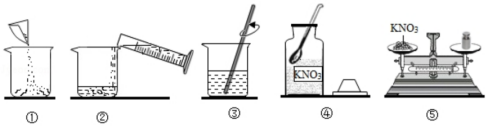 KNO₃
KNO₃
① ② ③ ④ ⑤